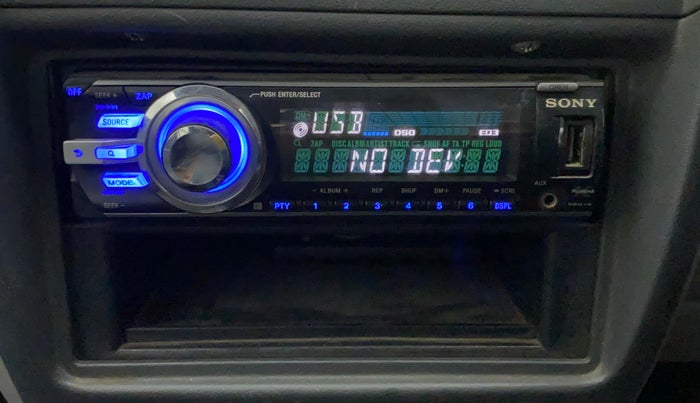 OFF SEEK + ZAP PUSH ENTER/SELECT OPEN
SONY
SOURCE
USB DSO EQ3
ZAP DISC ALBM ARTIST TRACK SHUF AF TA TP REG LOUD
NO DEV
MODE
AUX
- ALBUM + REP SHUF DM+ PAUSE - SCRL
SEEK -
PTY 1 2 3 4 5 6 DSPL